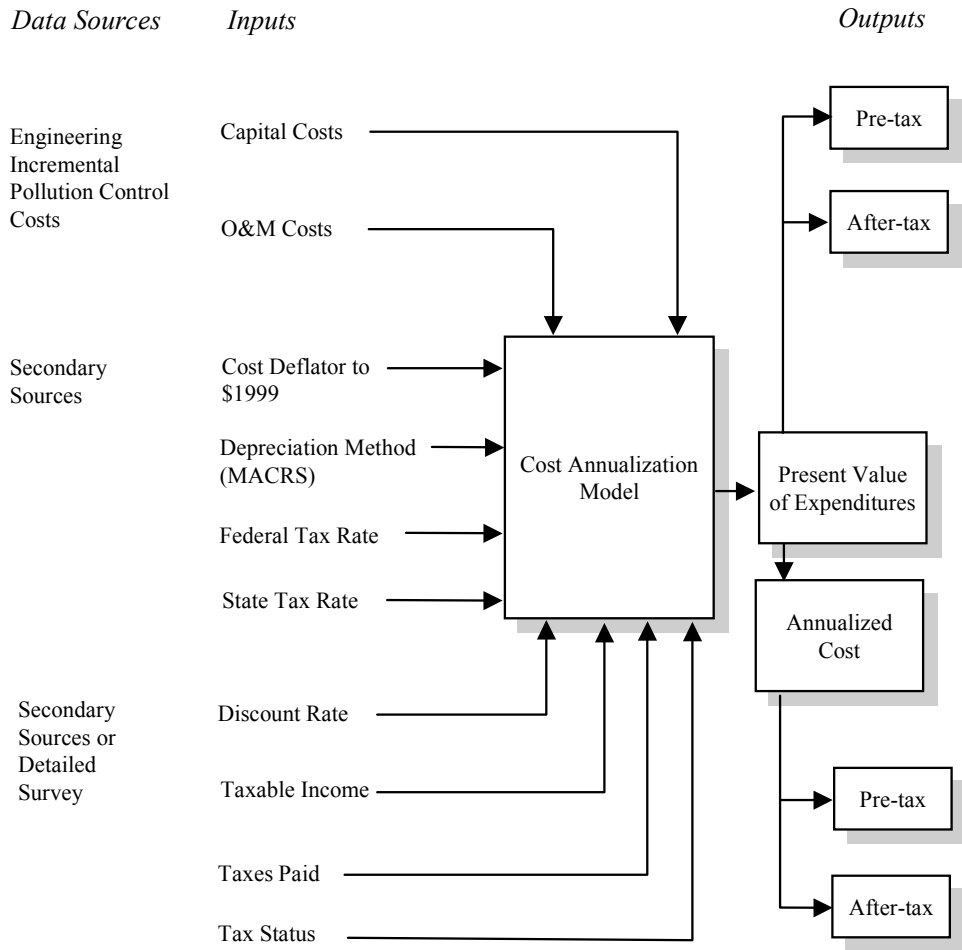 Data Sources
Inputs
Outputs
Engineering
Incremental
Pollution Control
Costs
Capital Costs
O&M Costs
Secondary
Sources
Cost Deflator to
$1999
Depreciation Method
(MACRS)
Federal Tax Rate
State Tax Rate
Secondary
Sources or
Detailed
Survey
Discount Rate
Taxable Income
Taxes Paid
Tax Status
Cost Annualization
Model
Pre-tax
After-tax
Present Value
of Expenditures
Annualized
Cost
Pre-tax
After-tax